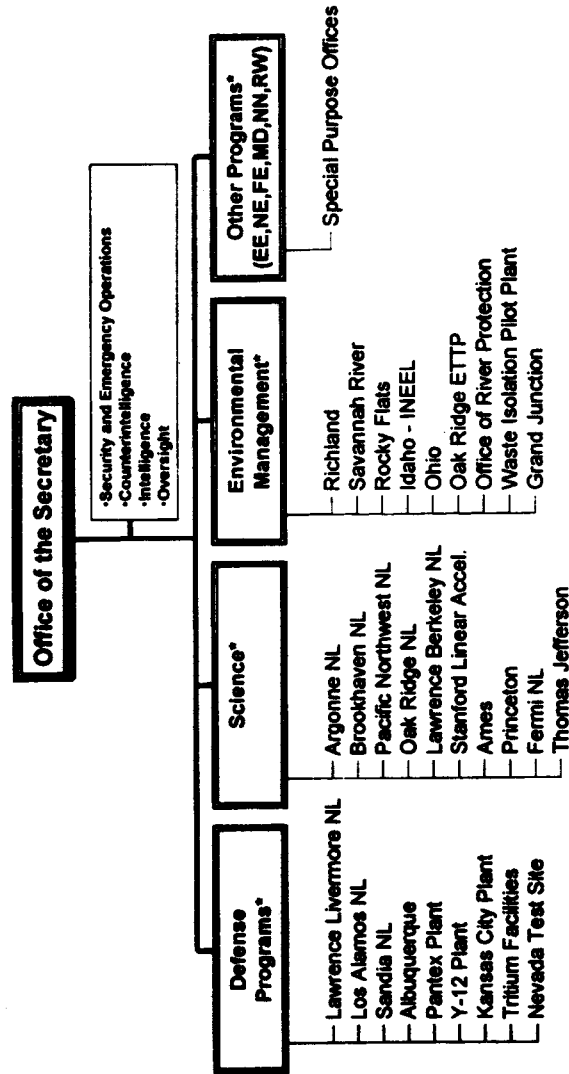 Office of the Secretary
•Security and Emergency Operations
•Counterintelligence
•Intelligence
•Oversight
Defense
Programs*
Lawrence Livermore NL
Los Alamos NL
Sandia NL
Albuquerque
Pantex Plant
Y-12 Plant
Kansas City Plant
Tritium Facilities
Nevada Test Site
Science*
Argonne NL
Brookhaven NL
Pacific Northwest NL
Oak Ridge NL
Lawrence Berkeley NL
Stanford Linear Accel.
Ames
Princeton
Fermi NL
Thomas Jefferson
Environmental
Management*
Richland
Savannah River
Rocky Flats
Idaho - INEEL
Ohio
Oak Ridge ETTP
Office of River Protection
Waste Isolation Pilot Plant
Grand Junction
Other Programs*
(EE,NE,FE,MD,NN,RW)
Special Purpose Offices